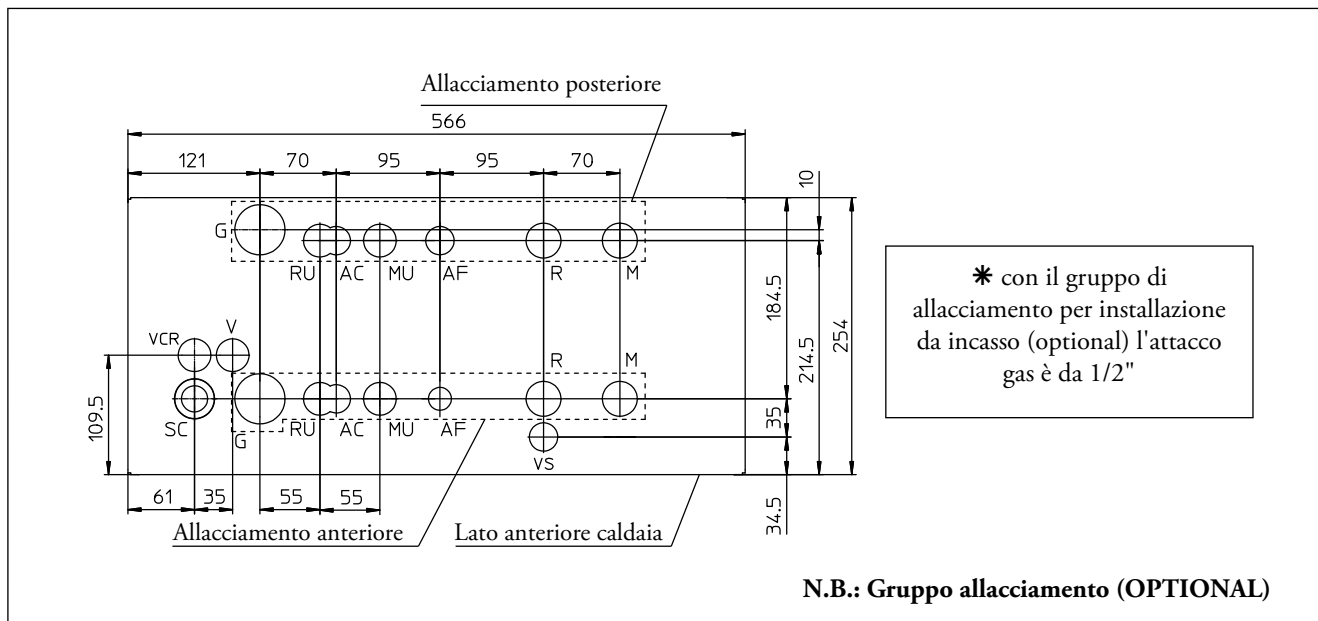 Allacciamento posteriore
566
121 70 95 95 70
10
G
RU AC MU AF R M
184.5
214.5
254
VCR V
R M
109.5
SC G RU AC MU AF
VS
35
34.5
61 35 55 55
Allacciamento anteriore
Lato anteriore caldaia
✱ con il gruppo di
allacciamento per installazione
da incasso (optional) l'attacco
gas è da 1/2"
N.B.: Gruppo allacciamento (OPTIONAL)